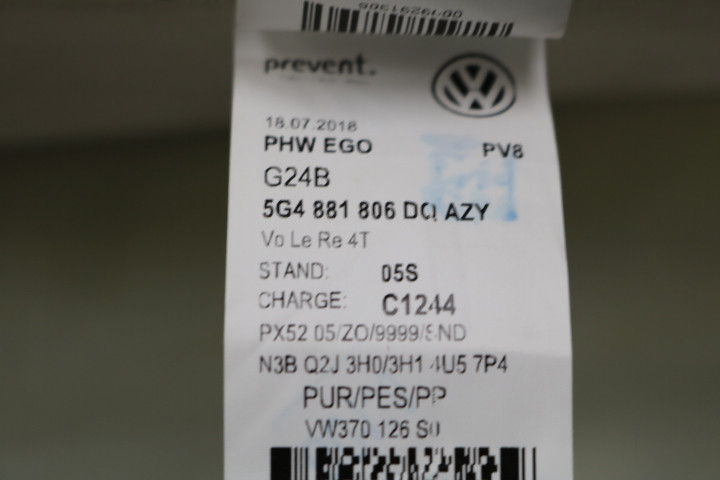 prevent.
18.07.2018
PHW EGO PV8
G24B
5G4 881 806 DQ AZY
Vo Le Re 4T
STAND: 05S
CHARGE: C1244
PX52 05/ZO/9999/SND
N3B Q2J 3H0/3H1 4U5 7P4
PUR/PES/PP
VW370 126 S0